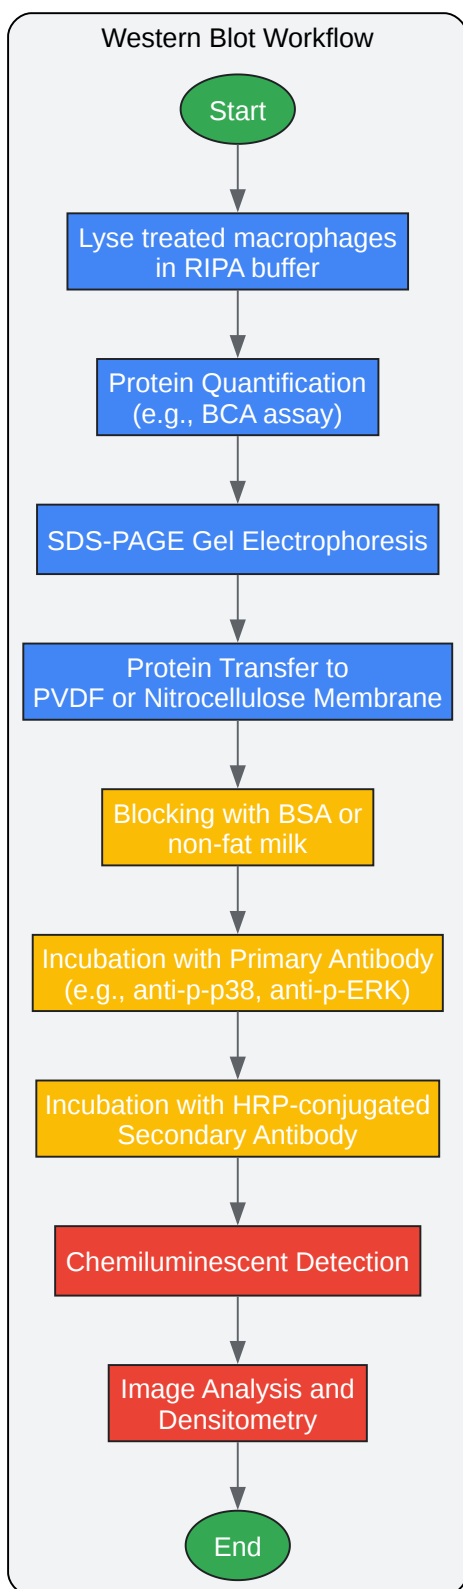 Western Blot Workflow
Start
Lyse treated macrophages
in RIPA buffer
Protein Quantification
(e.g., BCA assay)
SDS-PAGE Gel Electrophoresis
Protein Transfer to
PVDF or Nitrocellulose Membrane
Blocking with BSA or
non-fat milk
Incubation with Primary Antibody
(e.g., anti-p-p38, anti-p-ERK)
Incubation with HRP-conjugated
Secondary Antibody
Chemiluminescent Detection
Image Analysis and
Densitometry
End